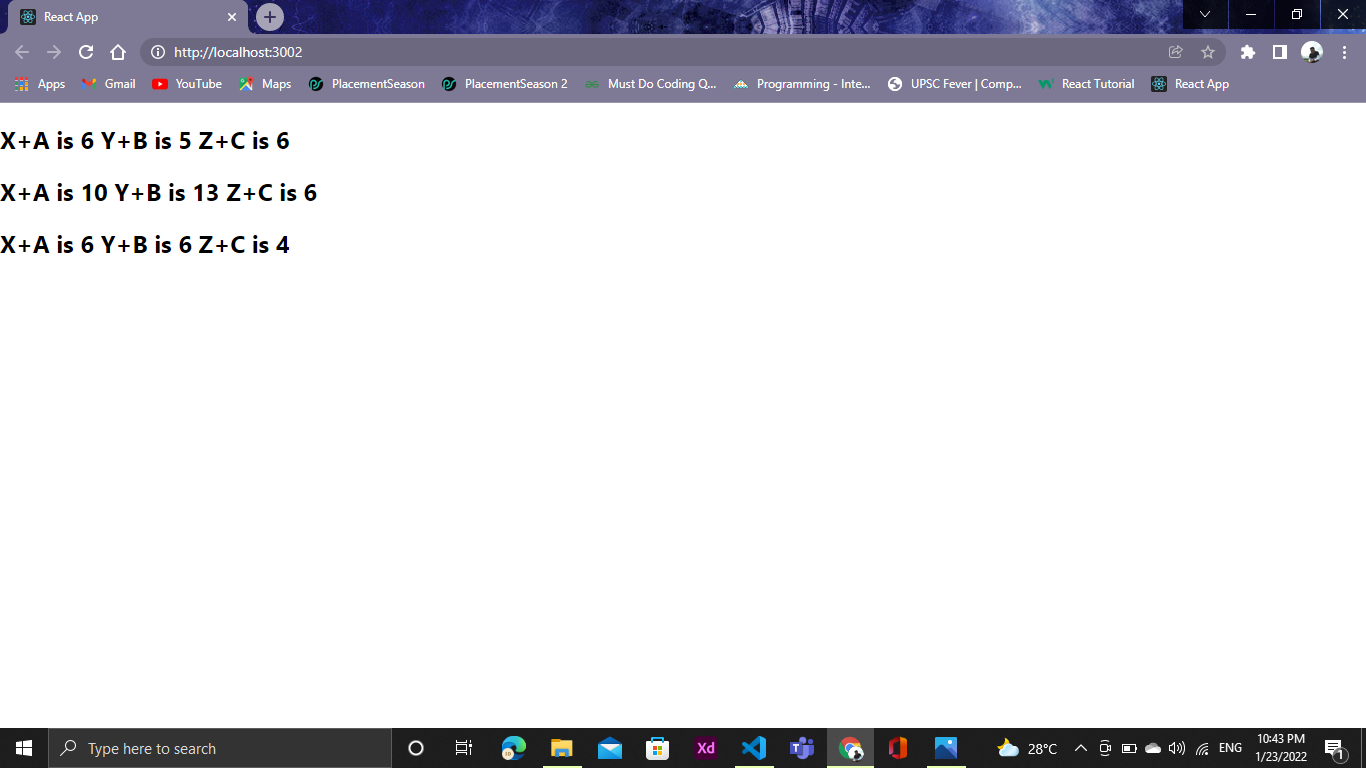 React App
http://localhost:3002
Apps Gmail YouTube Maps PlacementSeason PlacementSeason 2 Must Do Coding Q... Programming - Inte... UPSC Fever | Comp... React Tutorial React App
X+A is 6 Y+B is 5 Z+C is 6
X+A is 10 Y+B is 13 Z+C is 6
X+A is 6 Y+B is 6 Z+C is 4
Type here to search Xd 28°C ENG 10:43 PM
1/23/2022 1